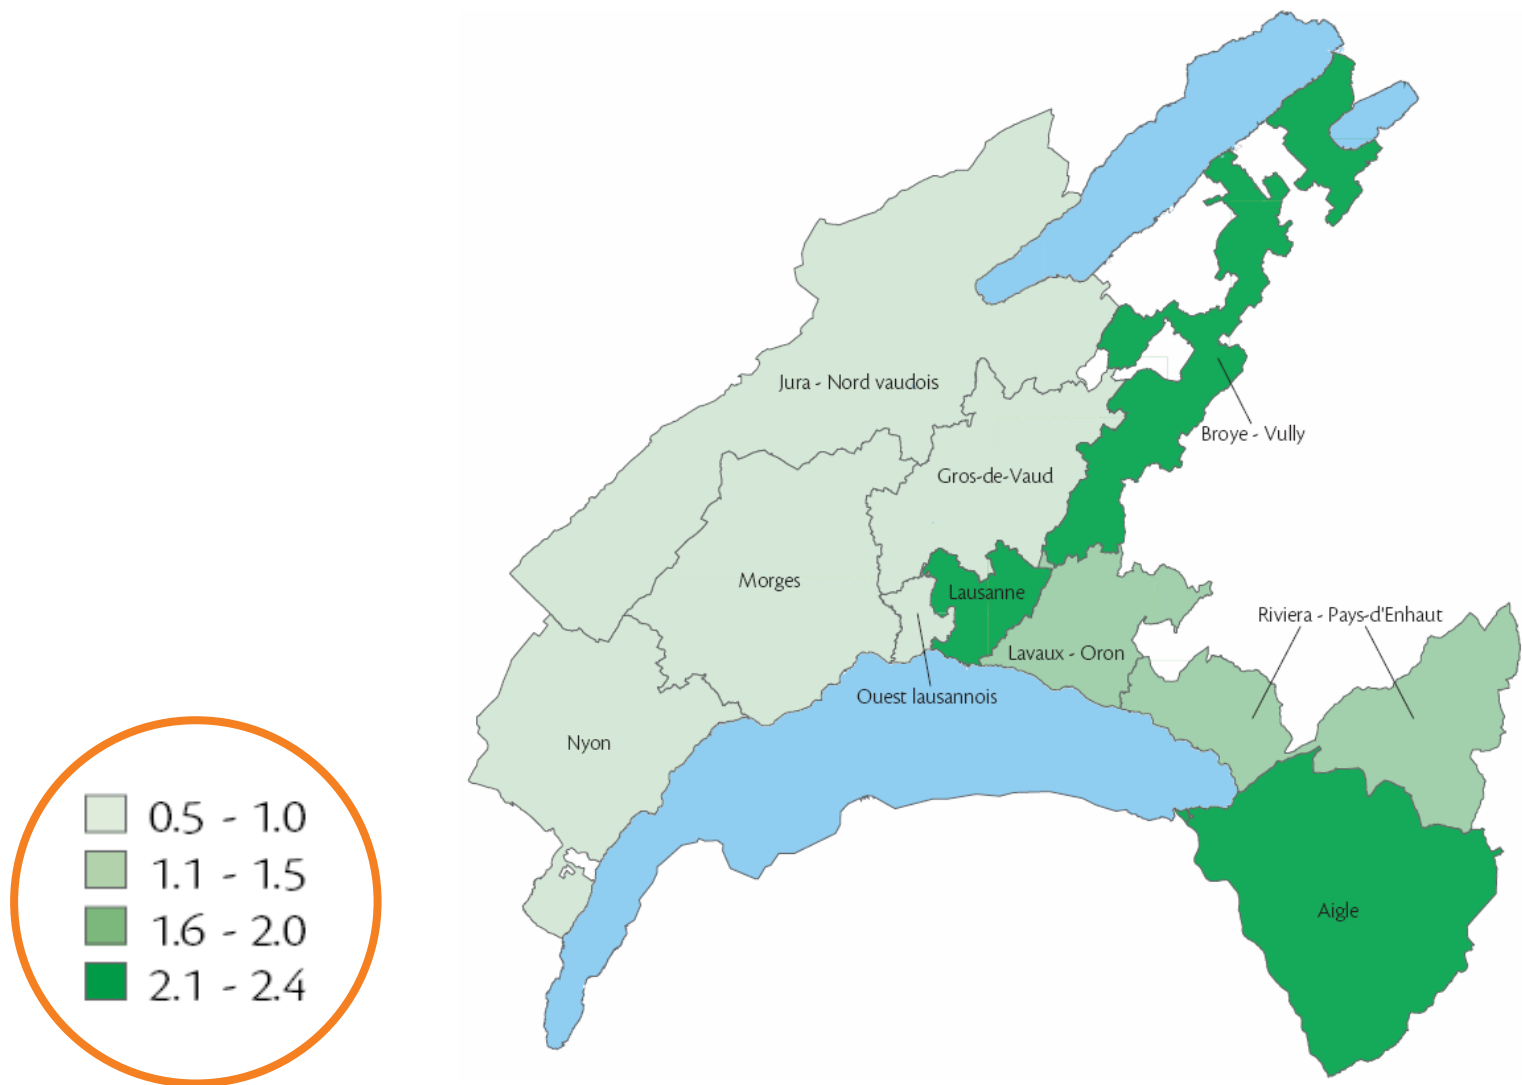 Jura - Nord vaudois
Broye - Vully
Gros-de-Vaud
Morges
Lausanne
Riviera - Pays-d'Enhaut
Lavaux - Oron
Ouest lausannois
Nyon
Aigle
0.5 - 1.0
1.1 - 1.5
1.6 - 2.0
2.1 - 2.4